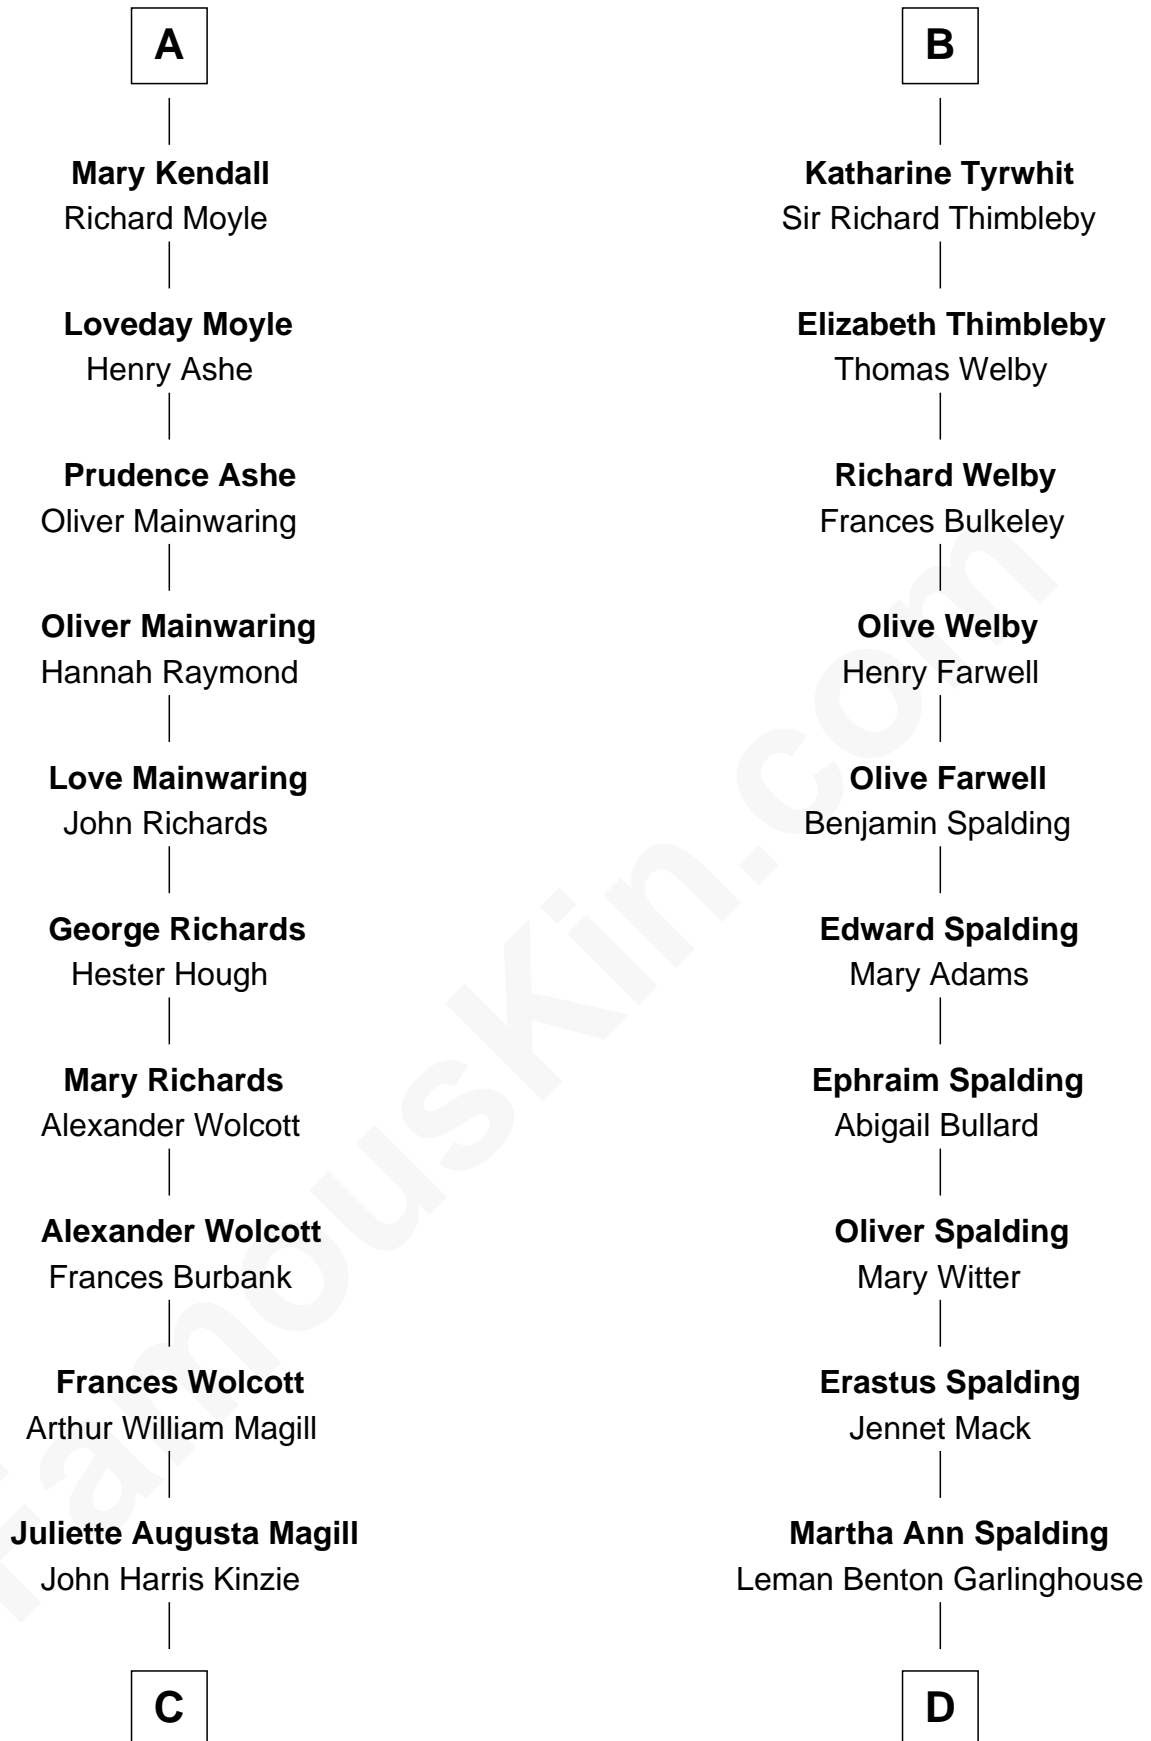 A
Mary Kendall
Richard Moyle
Loveday Moyle
Henry Ashe
Prudence Ashe
Oliver Mainwaring
Oliver Mainwaring
Hannah Raymond
Love Mainwaring
John Richards
George Richards
Hester Hough
Mary Richards
Alexander Wolcott
Alexander Wolcott
Frances Burbank
Frances Wolcott
Arthur William Magill
Juliette Augusta Magill
John Harris Kinzie
C
B
Katharine Tyrwhit
Sir Richard Thimbleby
Elizabeth Thimbleby
Thomas Welby
Richard Welby
Frances Bulkeley
Olive Welby
Henry Farwell
Olive Farwell
Benjamin Spalding
Edward Spalding
Mary Adams
Ephraim Spalding
Abigail Bullard
Oliver Spalding
Mary Witter
Erastus Spalding
Jennet Mack
Martha Ann Spalding
Leman Benton Garlinghouse
D
FamousKin.com